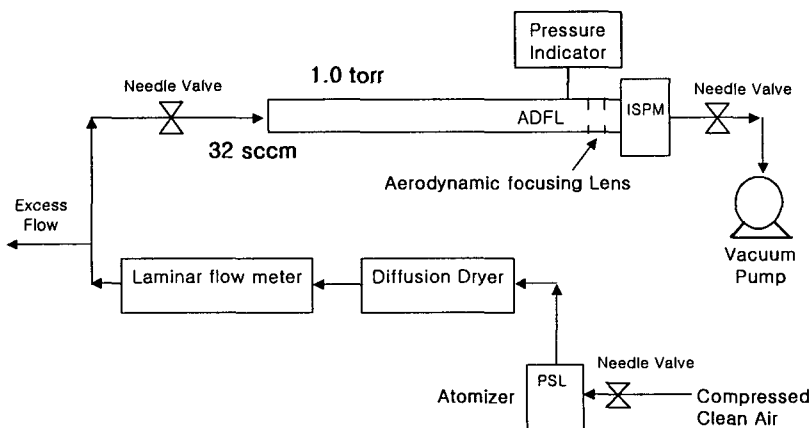 Pressure
Indicator
1.0 torr
Needle Valve
Needle Valve
ISPM
ADFL
32 sccm
Aerodynamic focusing Lens
Excess
Flow
Vacuum
Pump
Laminar flow meter
Diffusion Dryer
Needle Valve
PSL
Atomizer
Compressed
Clean Air